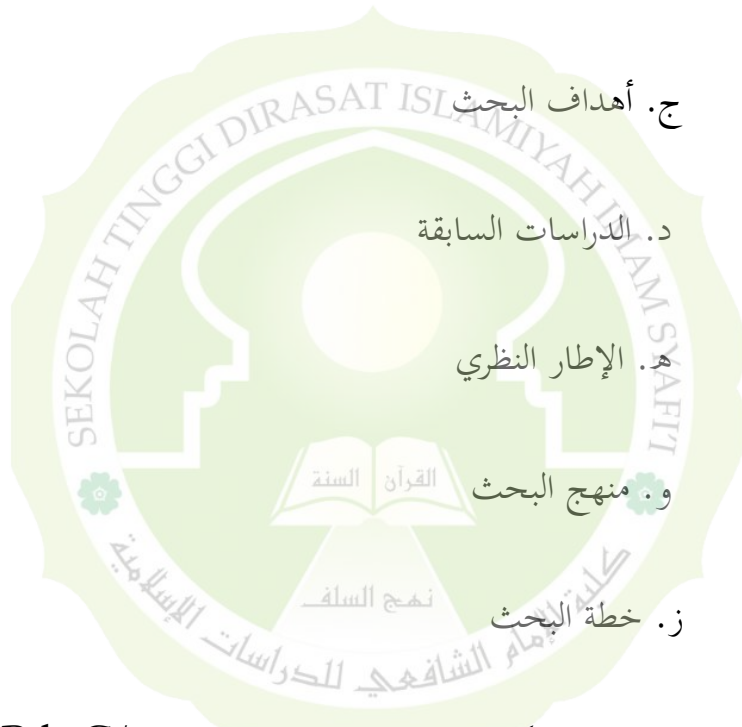 ج. أهداف البحث
د. الدراسات السابقة
ه. الإطار النظري
و. منهج البحث
ز. خطة البحث
SEKOLAH TINGGI DIRASAT ISLAMIYAH IMAM SYAFI'I
القرآن السنة
نهج السلف
كلية الإمام الشافعي للدراسات الإسلامية